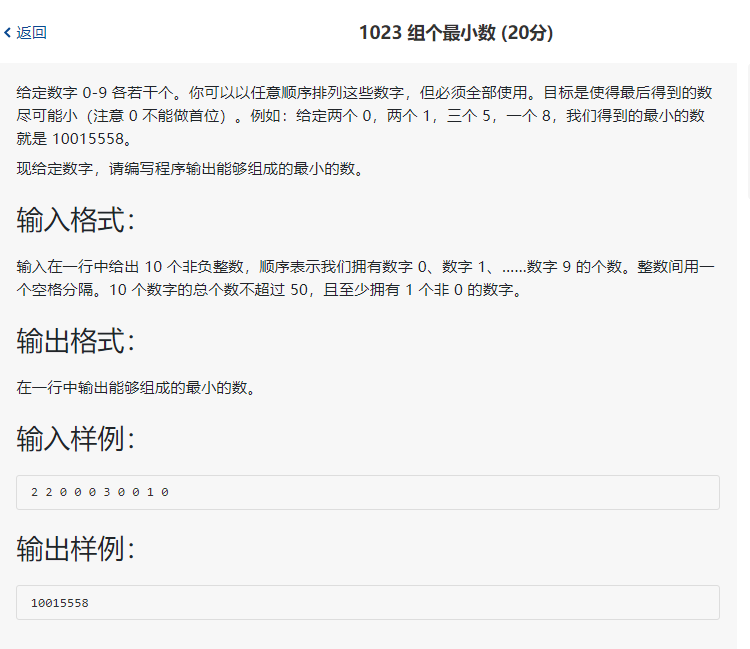 返回
1023 组个最小数 (20分)
给定数字 0-9 各若干个。你可以以任意顺序排列这些数字，但必须全部使用。目标是使得最后得到的数
尽可能小（注意 0 不能做首位）。例如：给定两个 0，两个 1，三个 5，一个 8，我们得到的最小的数
就是 10015558。
现给定数字，请编写程序输出能够组成的最小的数。
输入格式：
输入在一行中给出 10 个非负整数，顺序表示我们拥有数字 0、数字 1、……数字 9 的个数。整数间用一
个空格分隔。10 个数字的总个数不超过 50，且至少拥有 1 个非 0 的数字。
输出格式：
在一行中输出能够组成的最小的数。
输入样例：
2 2 0 0 0 3 0 0 1 0
输出样例：
10015558